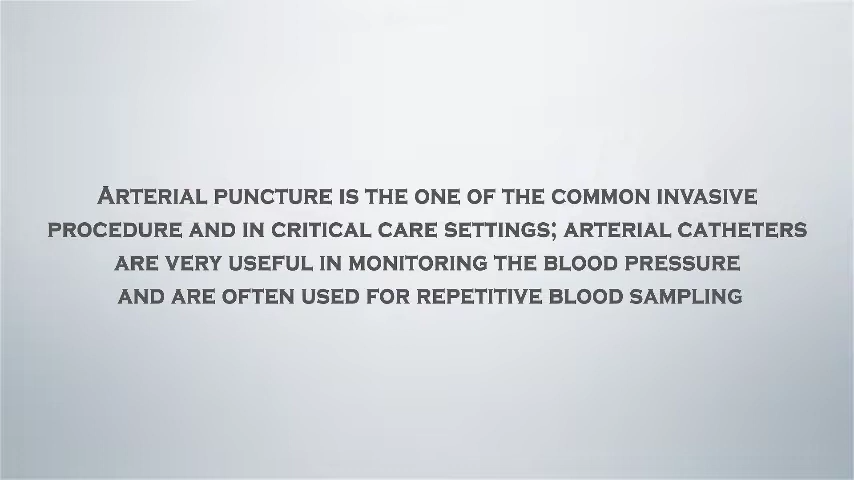 Arterial puncture is the one of the common invasive
procedure and in critical care settings; arterial catheters
are very useful in monitoring the blood pressure
and are often used for repetitive blood sampling